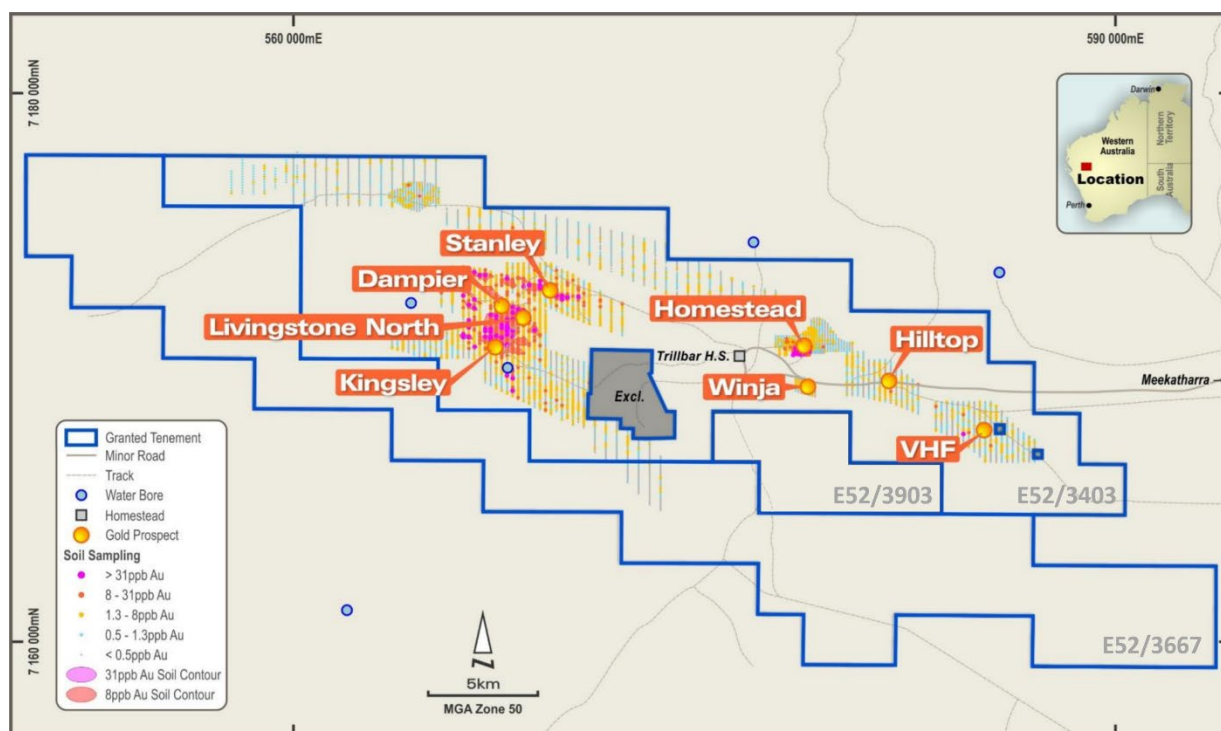 560 000mE
590 000mE
7 180 000mN
7 160 000mN
Darwin
Western
Australia
Northern
Territory
South
Australia
Location
Perth
Stanley
Dampier
Livingstone North
Kingsley
Homestead
Trillbar H.S.
Winja
Hilltop
Meekatharra
Excl.
VHF
E52/3903
E52/3403
E52/3667
Granted Tenement
Minor Road
Track
Water Bore
Homestead
Gold Prospect
Soil Sampling
> 31ppb Au
8 - 31ppb Au
1.3 - 8ppb Au
0.5 - 1.3ppb Au
< 0.5ppb Au
31ppb Au Soil Contour
8ppb Au Soil Contour
N
5km
MGA Zone 50